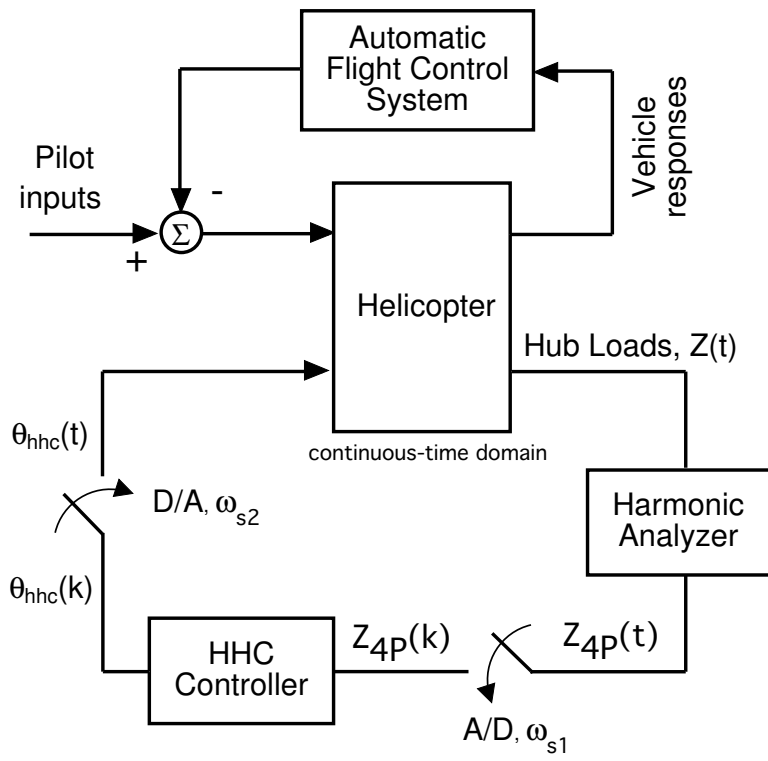 Automatic
Flight Control
System
Vehicle
responses
Pilot
inputs
-
Σ
+
Helicopter
Hub Loads, Z(t)
continuous-time domain
θhhc(t)
D/A, ωs2
Harmonic
Analyzer
θhhc(k)
HHC
Controller
Z4P(k)
Z4P(t)
A/D, ωs1